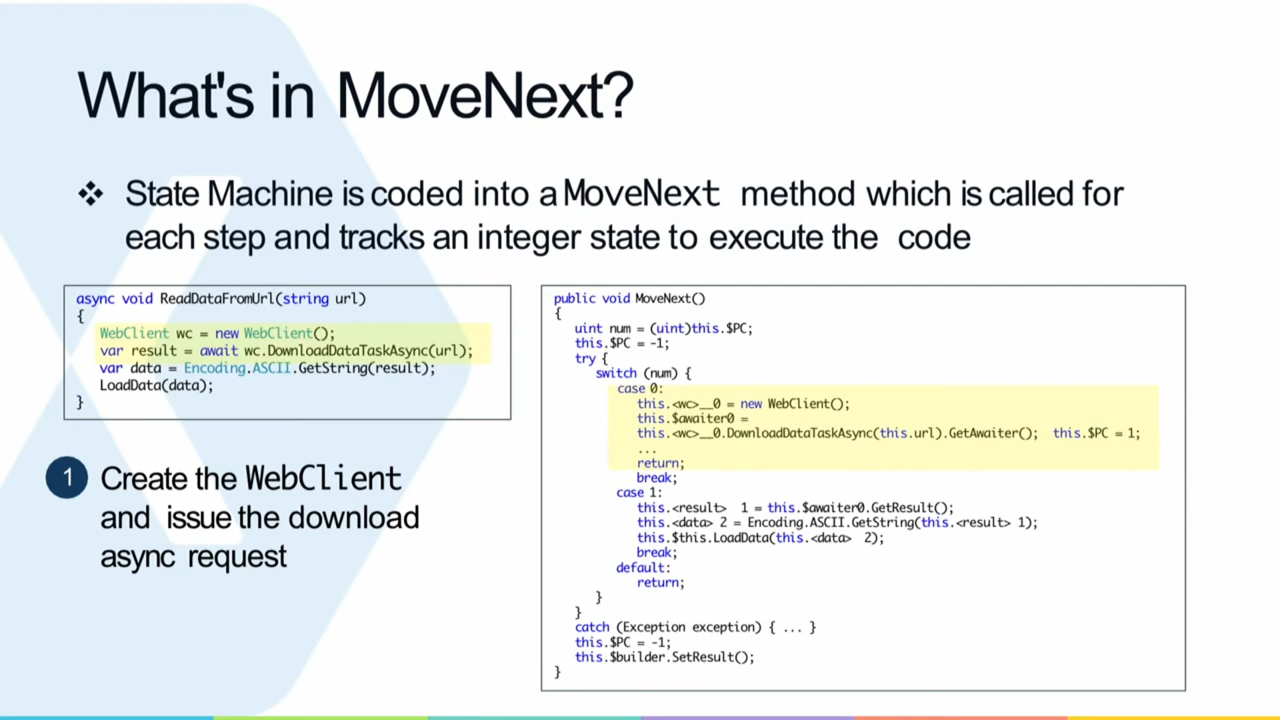 What's in MoveNext?
❖ State Machine is coded into a MoveNext method which is called for
each step and tracks an integer state to execute the code
async void ReadDataFromUrl(string url)
{
WebClient wc = new WebClient();
var result = await wc.DownloadDataTaskAsync(url);
var data = Encoding.ASCII.GetString(result);
LoadData(data);
}
1 Create the WebClient
and issue the download
async request
public void MoveNext()
{
uint num = (uint)this.$PC;
this.$PC = -1;
try {
switch (num) {
case 0:
this.<wc>__0 = new WebClient();
this.$awaiter0 =
this.<wc>__0.DownloadDataTaskAsync(this.url).GetAwaiter(); this.$PC = 1;
...
return;
break;
case 1:
this.<result> 1 = this.$awaiter0.GetResult();
this.<data> 2 = Encoding.ASCII.GetString(this.<result> 1);
this.$this.LoadData(this.<data> 2);
break;
default:
return;
}
}
catch (Exception exception) { ... }
this.$PC = -1;
this.$builder.SetResult();
}